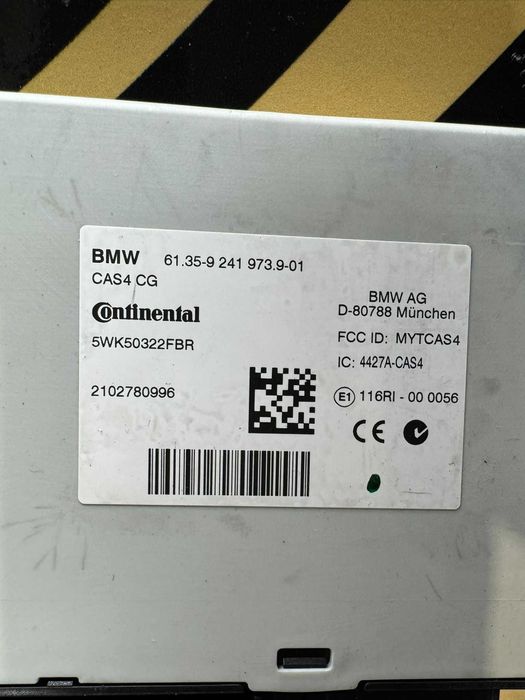 BMW 61.35-9 241 973.9-01
CAS4 CG
Continental
5WK50322FBR
2102780996
BMW AG
D-80788 München
FCC ID: MYTCAS4
IC: 4427A-CAS4
E1 116RI - 00 0056
CE